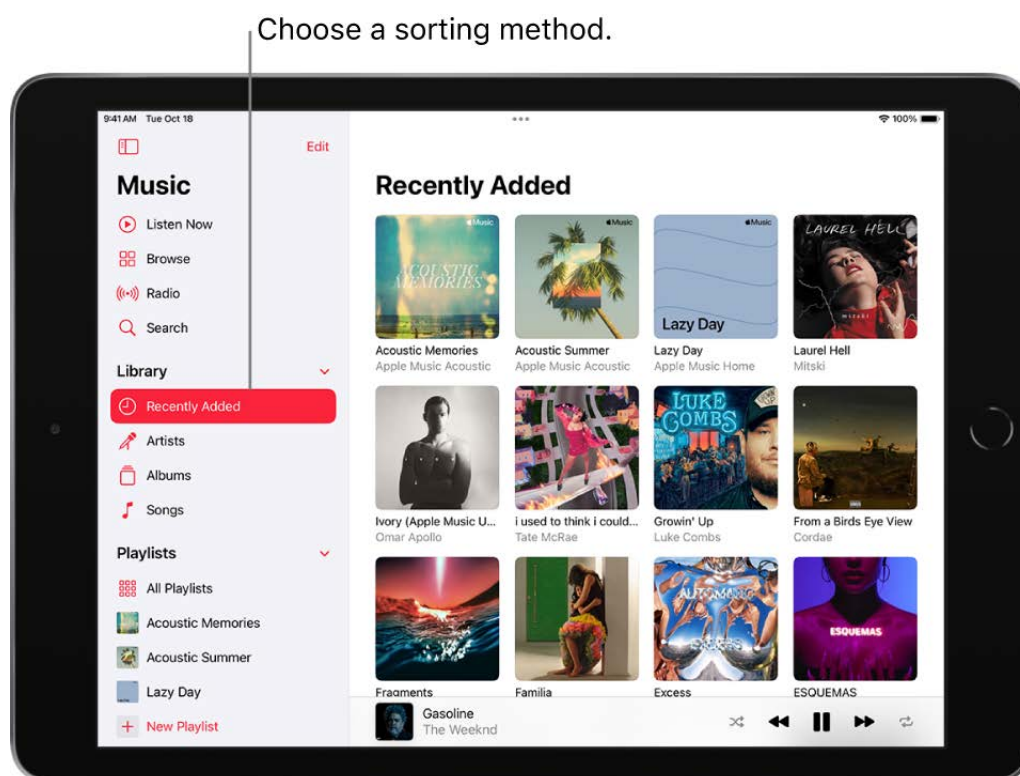 Choose a sorting method.
9:41 AM Tue Oct 18
100%
Edit
Music
Listen Now
Browse
Radio
Search
Library
Recently Added
Artists
Albums
Songs
Playlists
All Playlists
Acoustic Memories
Acoustic Summer
Lazy Day
New Playlist
Recently Added
Music
ACOUSTIC
MEMORIES
Acoustic Memories
Apple Music Acoustic
Music
Acoustic Summer
Apple Music Acoustic
Music
Lazy Day
Lazy Day
Apple Music Home
LAUREL HELL
mitski
Laurel Hell
Mitski
Ivory (Apple Music U...
Omar Apollo
i used to think i could...
Tate McRae
LUKE
COMBS
Growin' Up
Luke Combs
From a Birds Eye View
Cordae
Fragments
Familia
Excess
ESQUEMAS
ESQUEMAS
Gasoline
The Weeknd